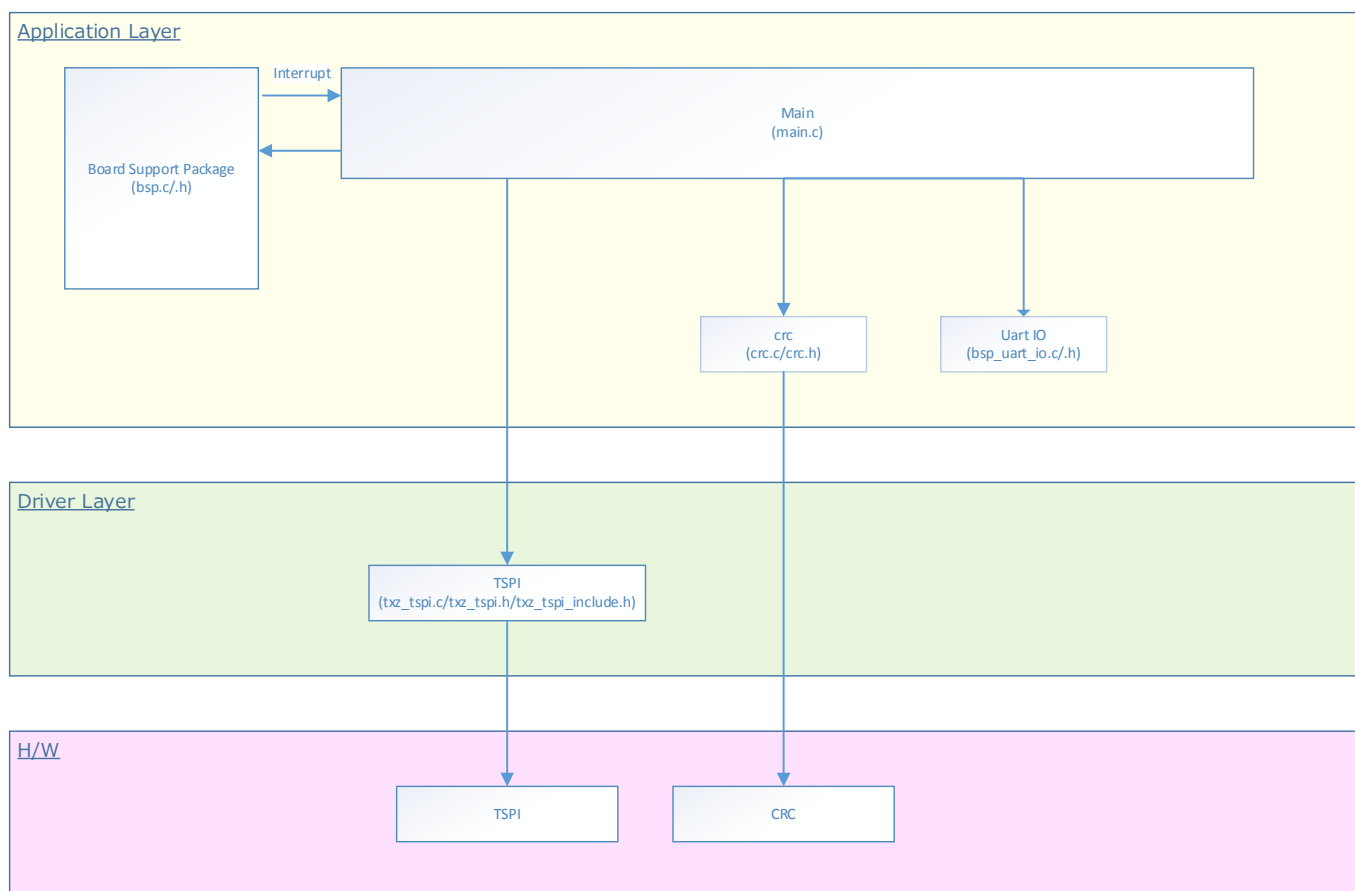 Application Layer
Interrupt
Main
(main.c)
Board Support Package
(bsp.c/.h)
crc
(crc.c/crc.h)
Uart IO
(bsp_uart_io.c/.h)
Driver Layer
TSPI
(txz_tspi.c/txz_tspi.h/txz_tspi_include.h)
H/W
TSPI
CRC